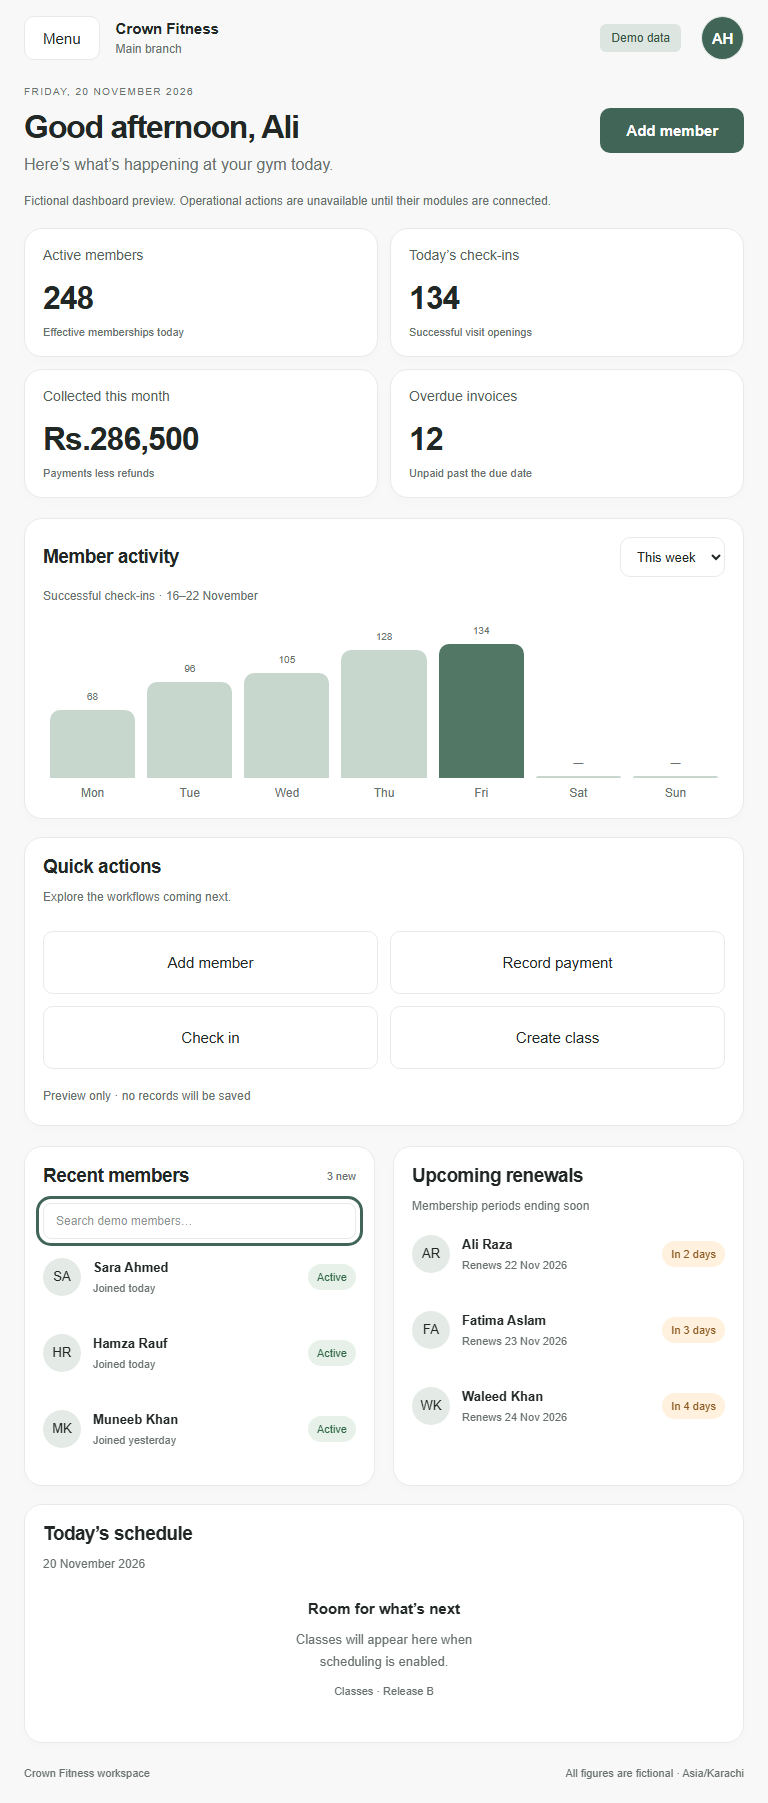 Menu
Crown Fitness
Main branch
Demo data
AH
FRIDAY, 20 NOVEMBER 2026
Good afternoon, Ali
Here’s what’s happening at your gym today.
Add member
Fictional dashboard preview. Operational actions are unavailable until their modules are connected.
Active members
248
Effective memberships today
Today’s check-ins
134
Successful visit openings
Collected this month
Rs.286,500
Payments less refunds
Overdue invoices
12
Unpaid past the due date
Member activity
This week
Successful check-ins · 16–22 November
68
96
105
128
134
—
—
Mon
Tue
Wed
Thu
Fri
Sat
Sun
Quick actions
Explore the workflows coming next.
Add member
Record payment
Check in
Create class
Preview only · no records will be saved
Recent members
3 new
Search demo members…
SA
Sara Ahmed
Joined today
Active
HR
Hamza Rauf
Joined today
Active
MK
Muneeb Khan
Joined yesterday
Active
Upcoming renewals
Membership periods ending soon
AR
Ali Raza
Renews 22 Nov 2026
In 2 days
FA
Fatima Aslam
Renews 23 Nov 2026
In 3 days
WK
Waleed Khan
Renews 24 Nov 2026
In 4 days
Today’s schedule
20 November 2026
Room for what’s next
Classes will appear here when
scheduling is enabled.
Classes · Release B
Crown Fitness workspace
All figures are fictional · Asia/Karachi